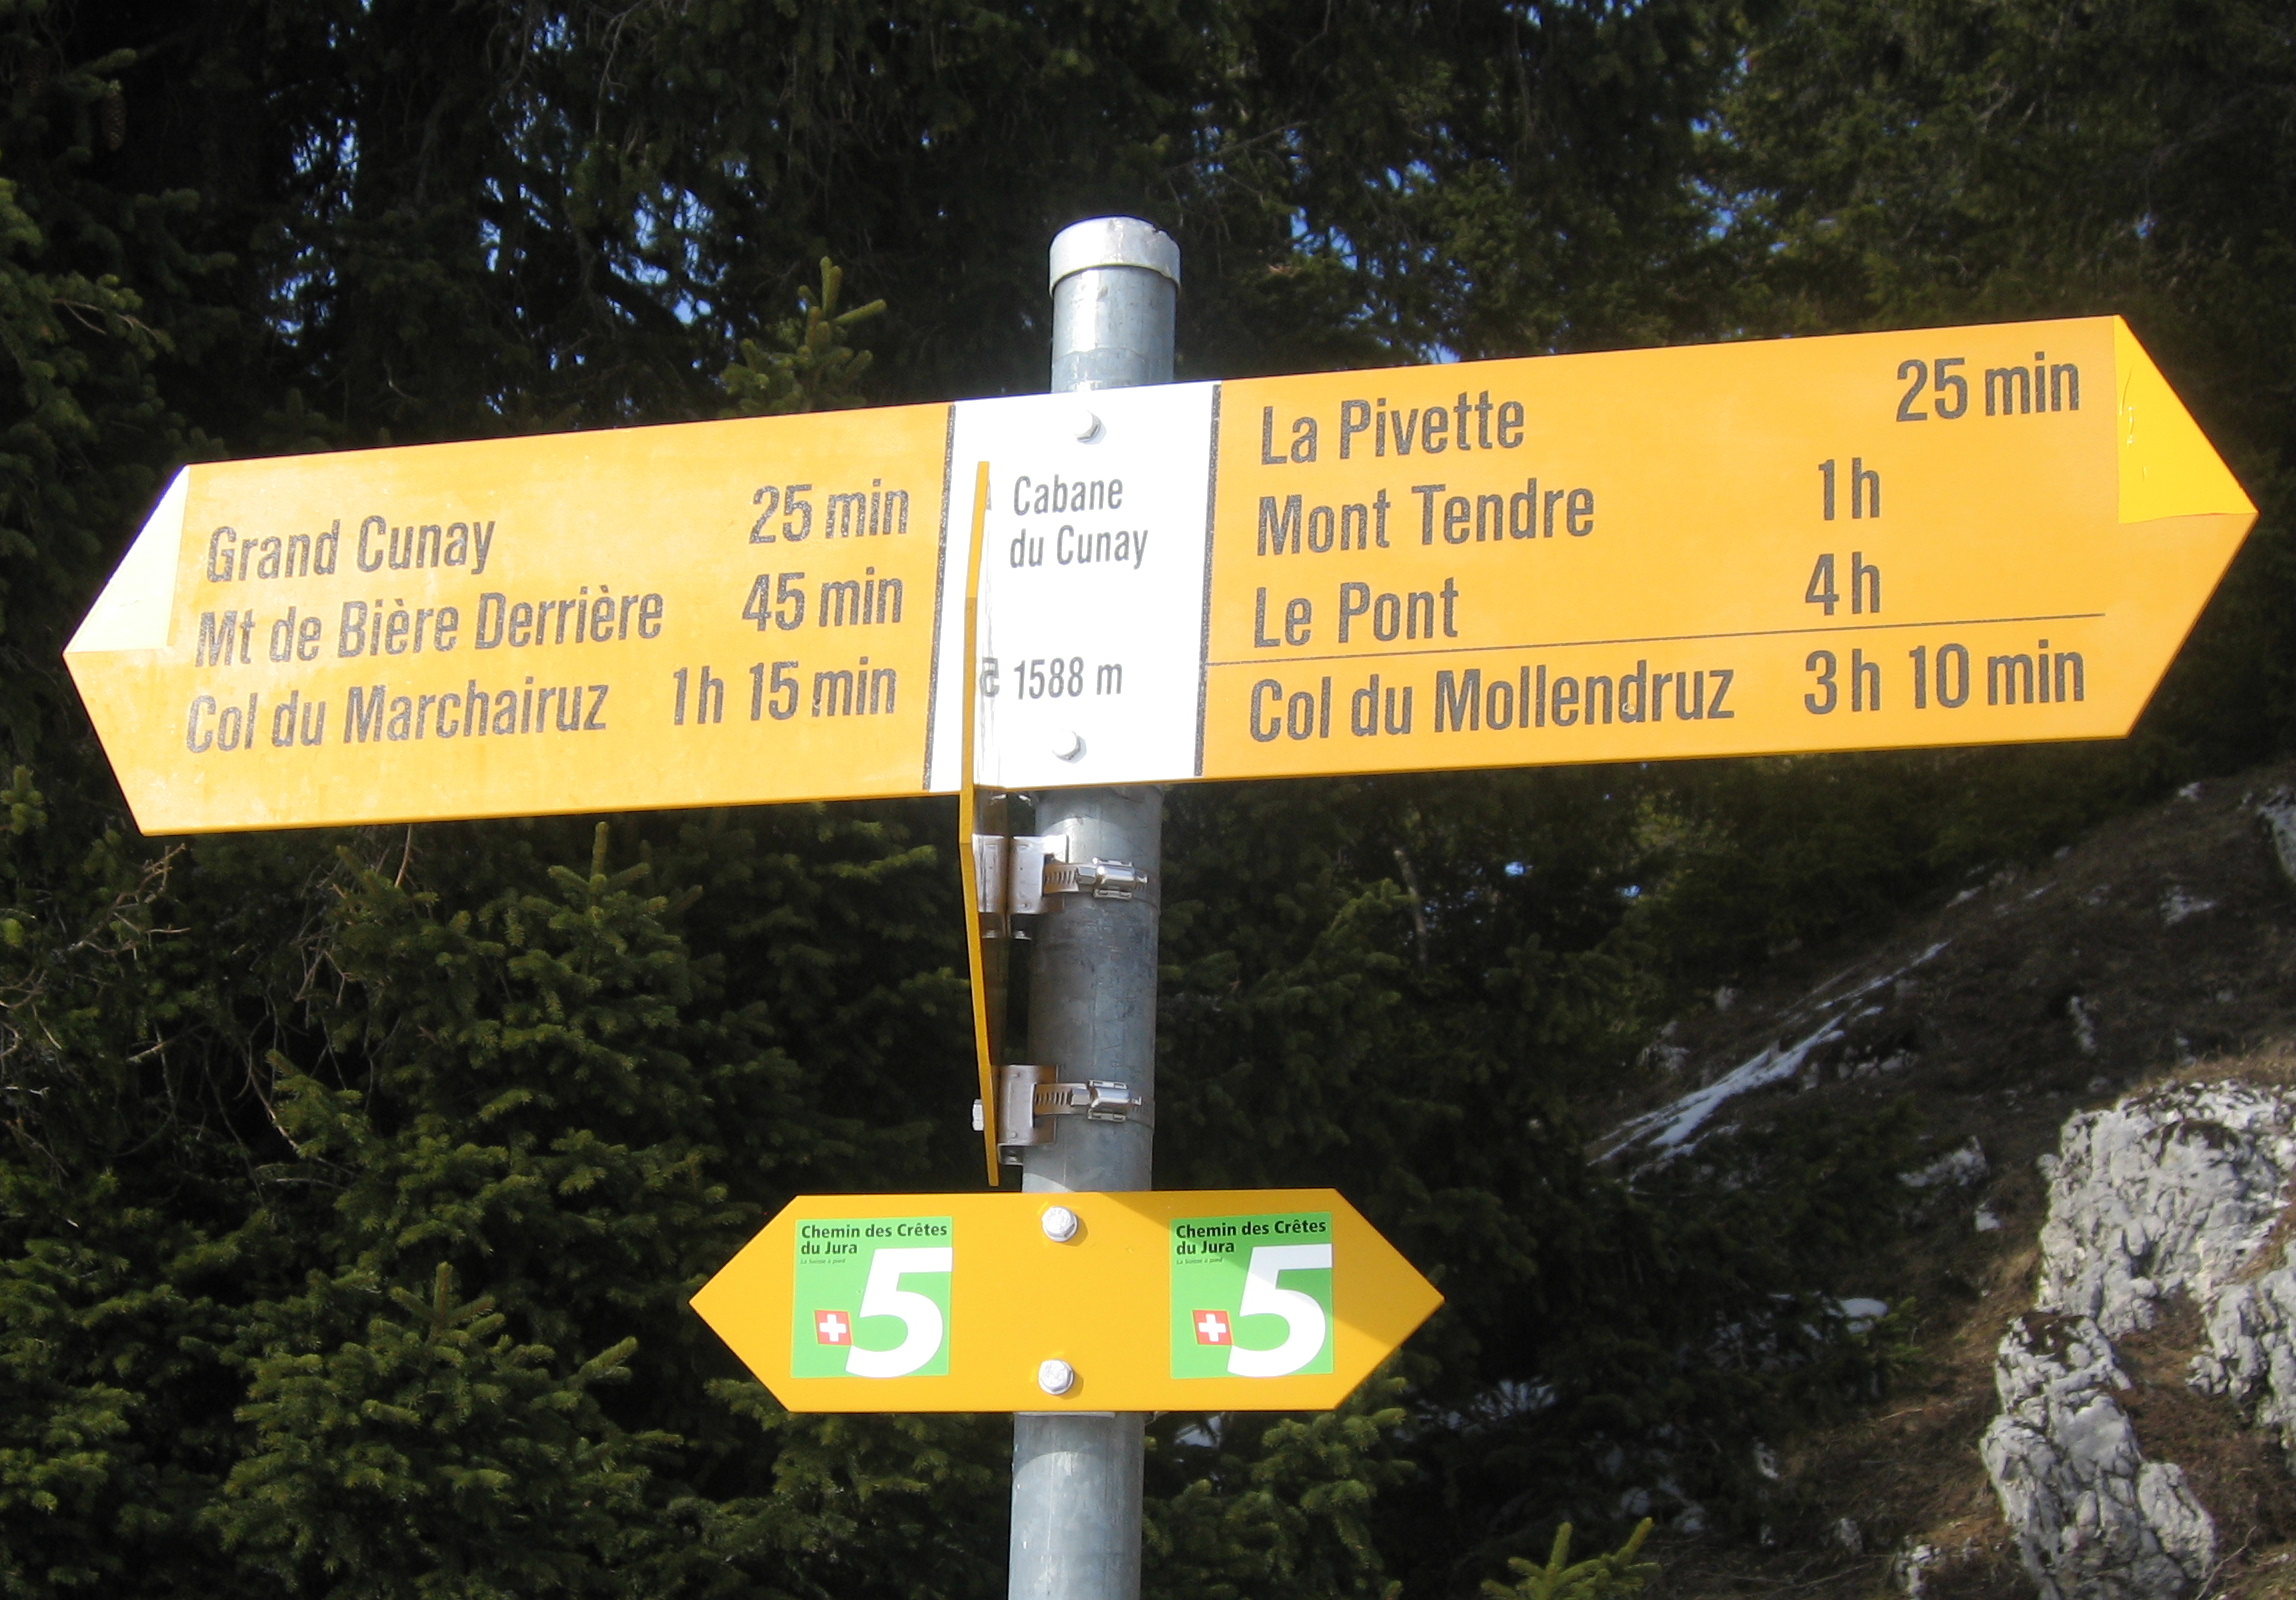 Grand Cunay 25 min
Mt de Bière Derrière 45 min
Col du Marchairuz 1h 15 min
Cabane
du Cunay
1588 m
La Pivette 25 min
Mont Tendre 1h
Le Pont 4h
Col du Mollendruz 3h 10 min
Chemin des Crêtes
du Jura
5
Chemin des Crêtes
du Jura
5